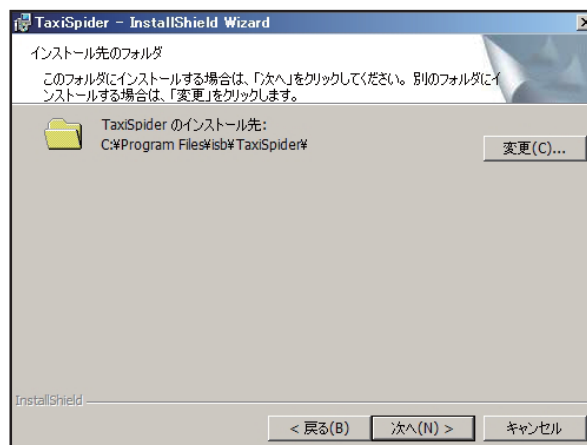 TaxiSpider - InstallShield Wizard
インストール先のフォルダ
このフォルダにインストールする場合は、「次へ」をクリックしてください。別のフォルダにイ
ンストールする場合は、「変更」をクリックします。
TaxiSpider のインストール先:
C:¥Program Files¥isb¥TaxiSpider¥
変更(C)...
InstallShield
< 戻る(B)
次へ(N) >
キャンセル